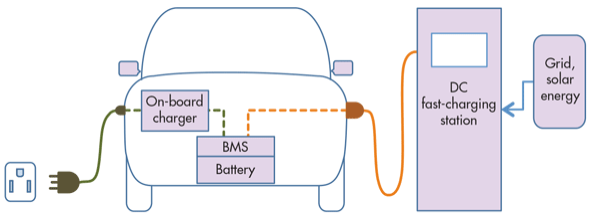 On-board
charger
BMS
Battery
DC
fast-charging
station
Grid,
solar
energy